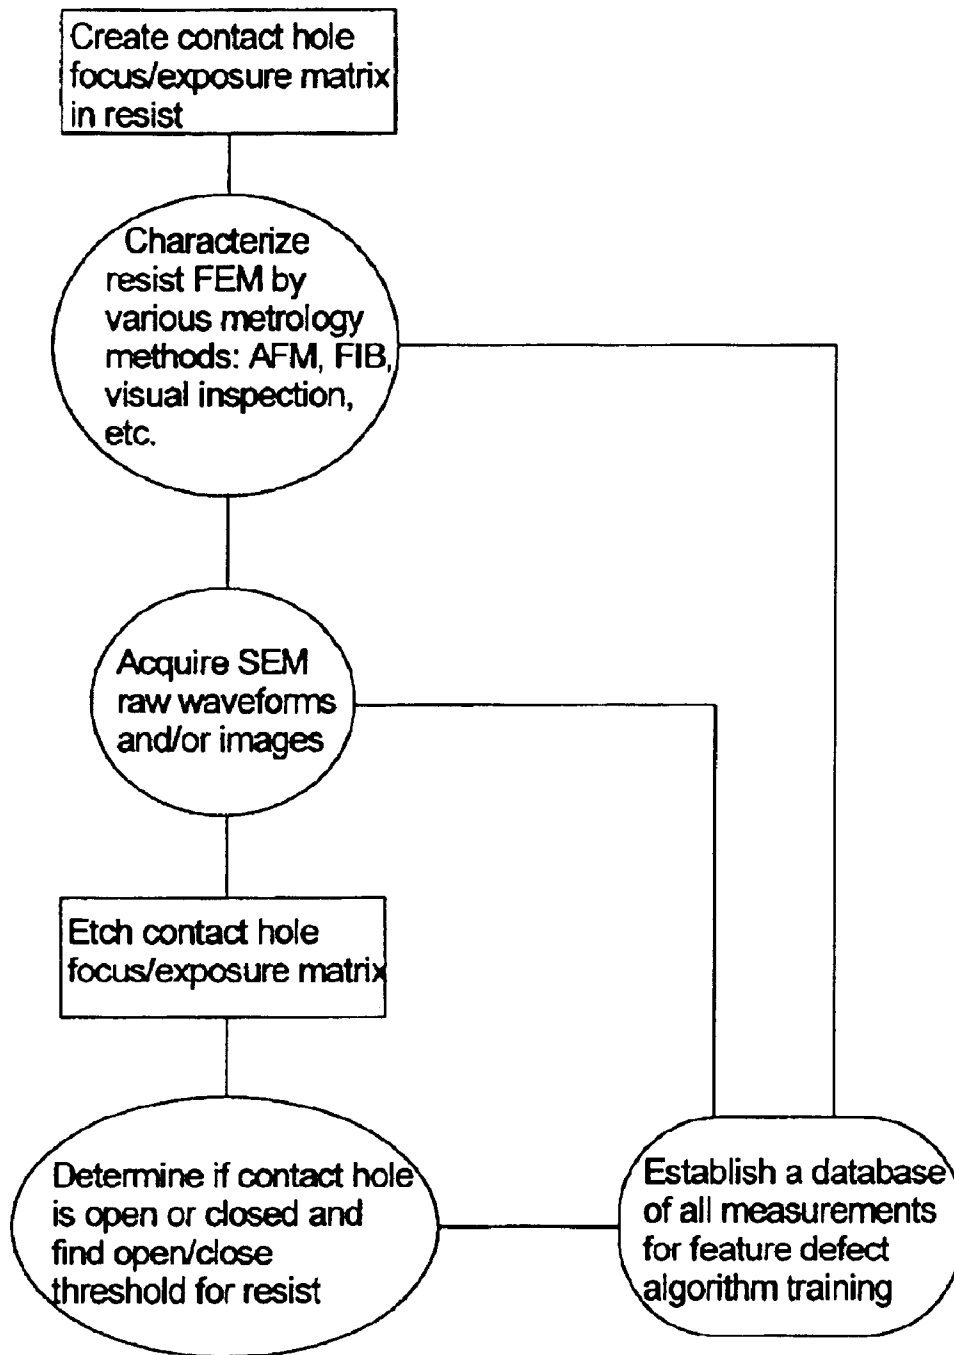 Create contact hole
focus/exposure matrix
in resist
Characterize
resist FEM by
various metrology
methods: AFM, FIB,
visual inspection,
etc.
Acquire SEM
raw waveforms
and/or images
Etch contact hole
focus/exposure matrix
Determine if contact hole
is open or closed and
find open/close
threshold for resist
Establish a database
of all measurements
for feature defect
algorithm training